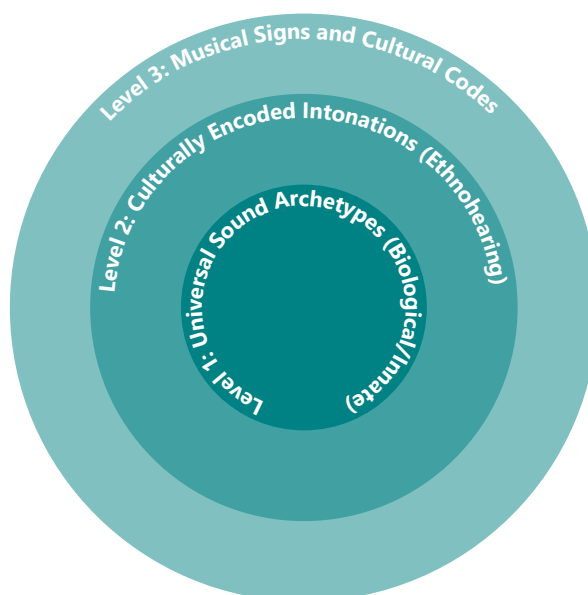 Level 3: Musical Signs and Cultural Codes
Level 2: Culturally Encoded Intonations (Ethnohearing)
Level 1: Universal Sound Archetypes (Biological/Innate)